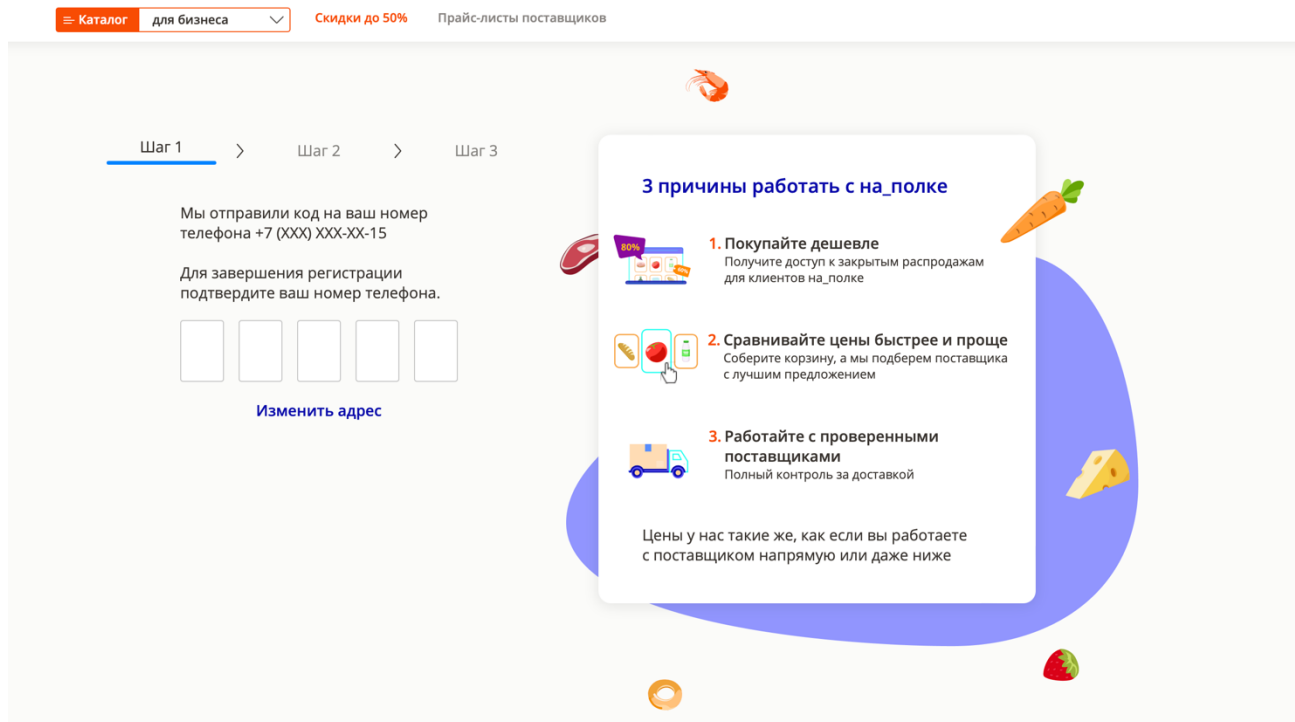 Каталог
для бизнеса
Скидки до 50%
Прайс-листы поставщиков
Шаг 1
Шаг 2
Шаг 3
Мы отправили код на ваш номер
телефона +7 (XXX) XXX-XX-15
Для завершения регистрации
подтвердите ваш номер телефона.
Изменить адрес
3 причины работать с на_полке
80%
1. Покупайте дешевле
Получите доступ к закрытым распродажам
для клиентов на_полке
2. Сравнивайте цены быстрее и проще
Соберите корзину, а мы подберем поставщика
с лучшим предложением
3. Работайте с проверенными
поставщиками
Полный контроль за доставкой
Цены у нас такие же, как если вы работаете
с поставщиком напрямую или даже ниже